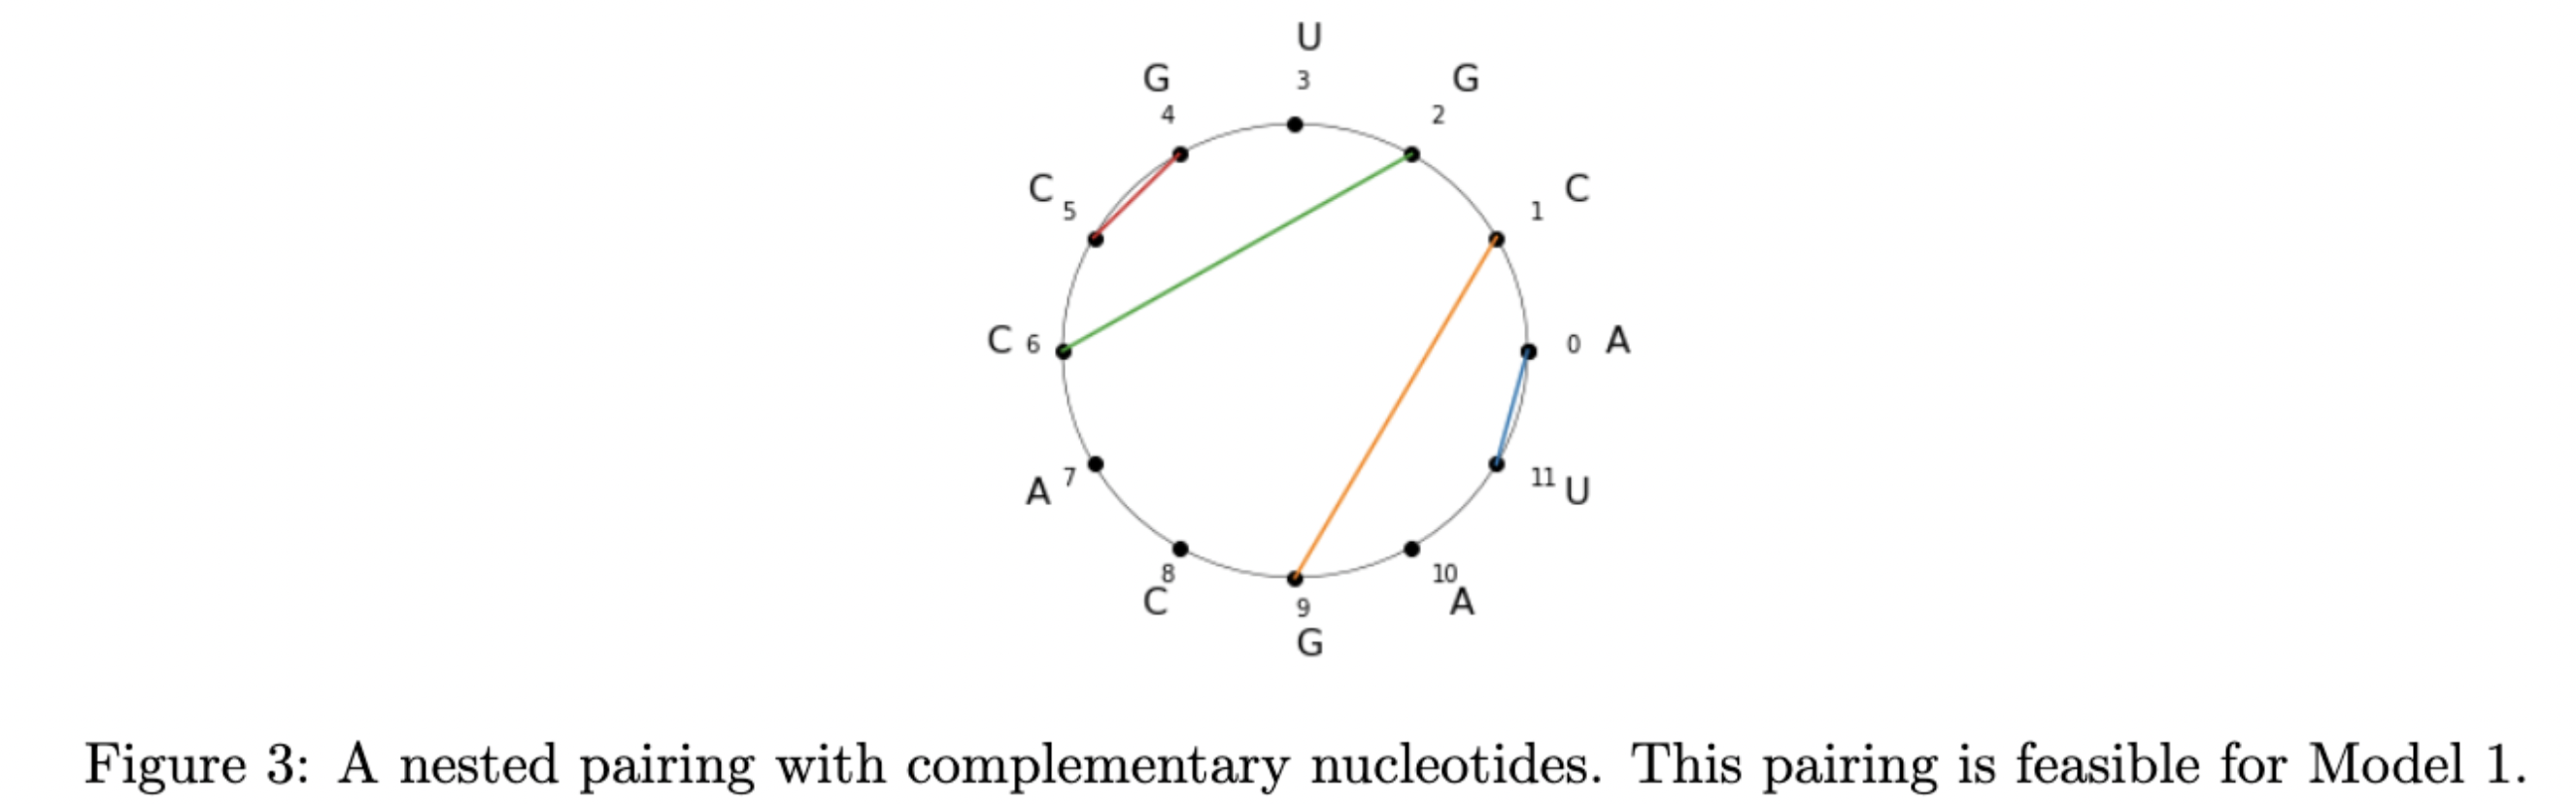 U
3
G
4
G
2
C
5
C
1
C 6
0 A
A 7
11 U
8
C
10
A
9
G
Figure 3: A nested pairing with complementary nucleotides. This pairing is feasible for Model 1.